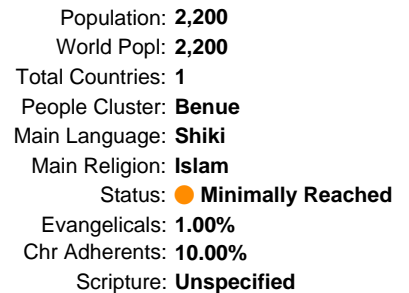 Population: 2,200
World Popl: 2,200
Total Countries: 1
People Cluster: Benue
Main Language: Shiki
Main Religion: Islam
Status: Minimally Reached
Evangelicals: 1.00%
Chr Adherents: 10.00%
Scripture: Unspecified